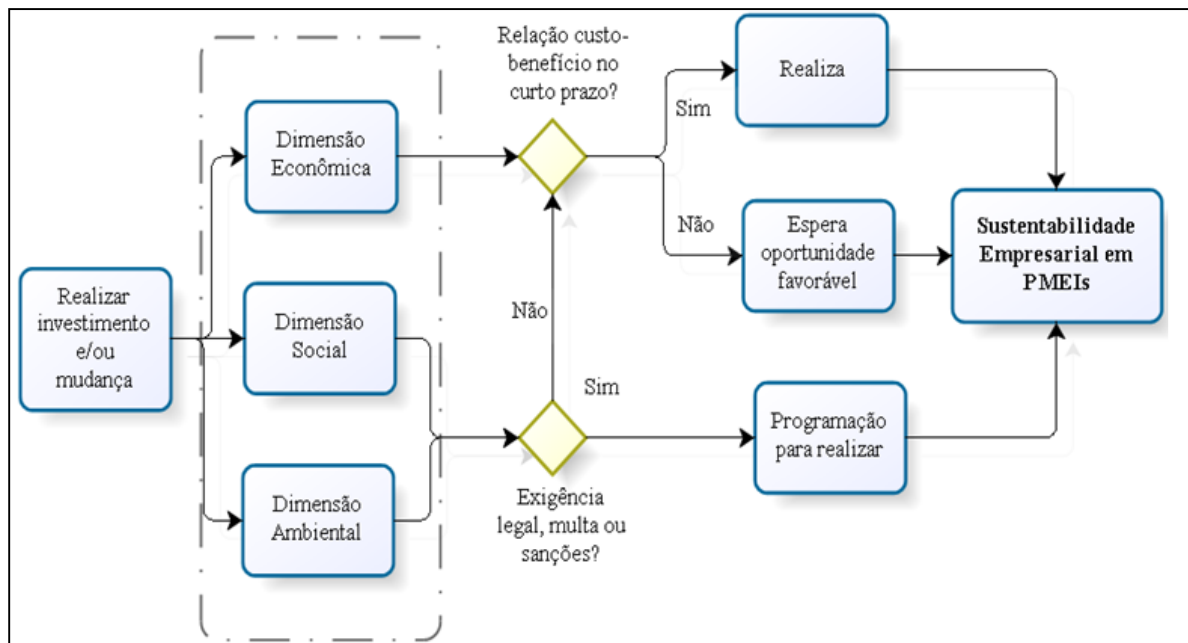 Relação custo-
benefício no
curto prazo?
Realiza
Sim
Dimensão
Econômica
Não
Espera
oportunidade
favorável
Sustentabilidade
Empresarial em
PMEIs
Realizar
investimento
e/ou
mudança
Dimensão
Social
Não
Sim
Programação
para realizar
Dimensão
Ambiental
Exigência
legal, multa ou
sanções?